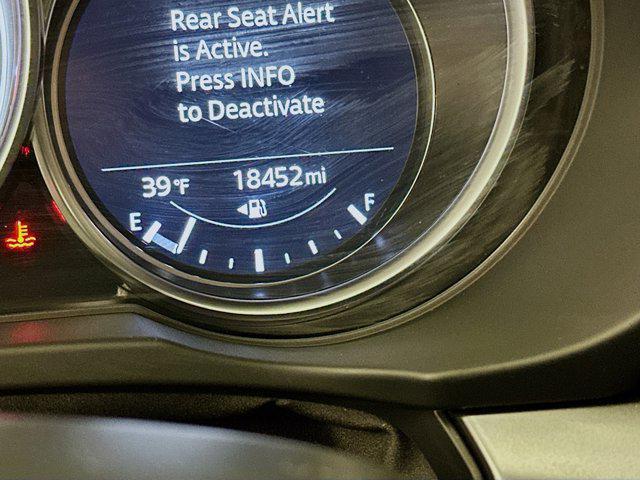 Rear Seat Alert
is Active.
Press INFO
to Deactivate
39°F 18452mi
E F